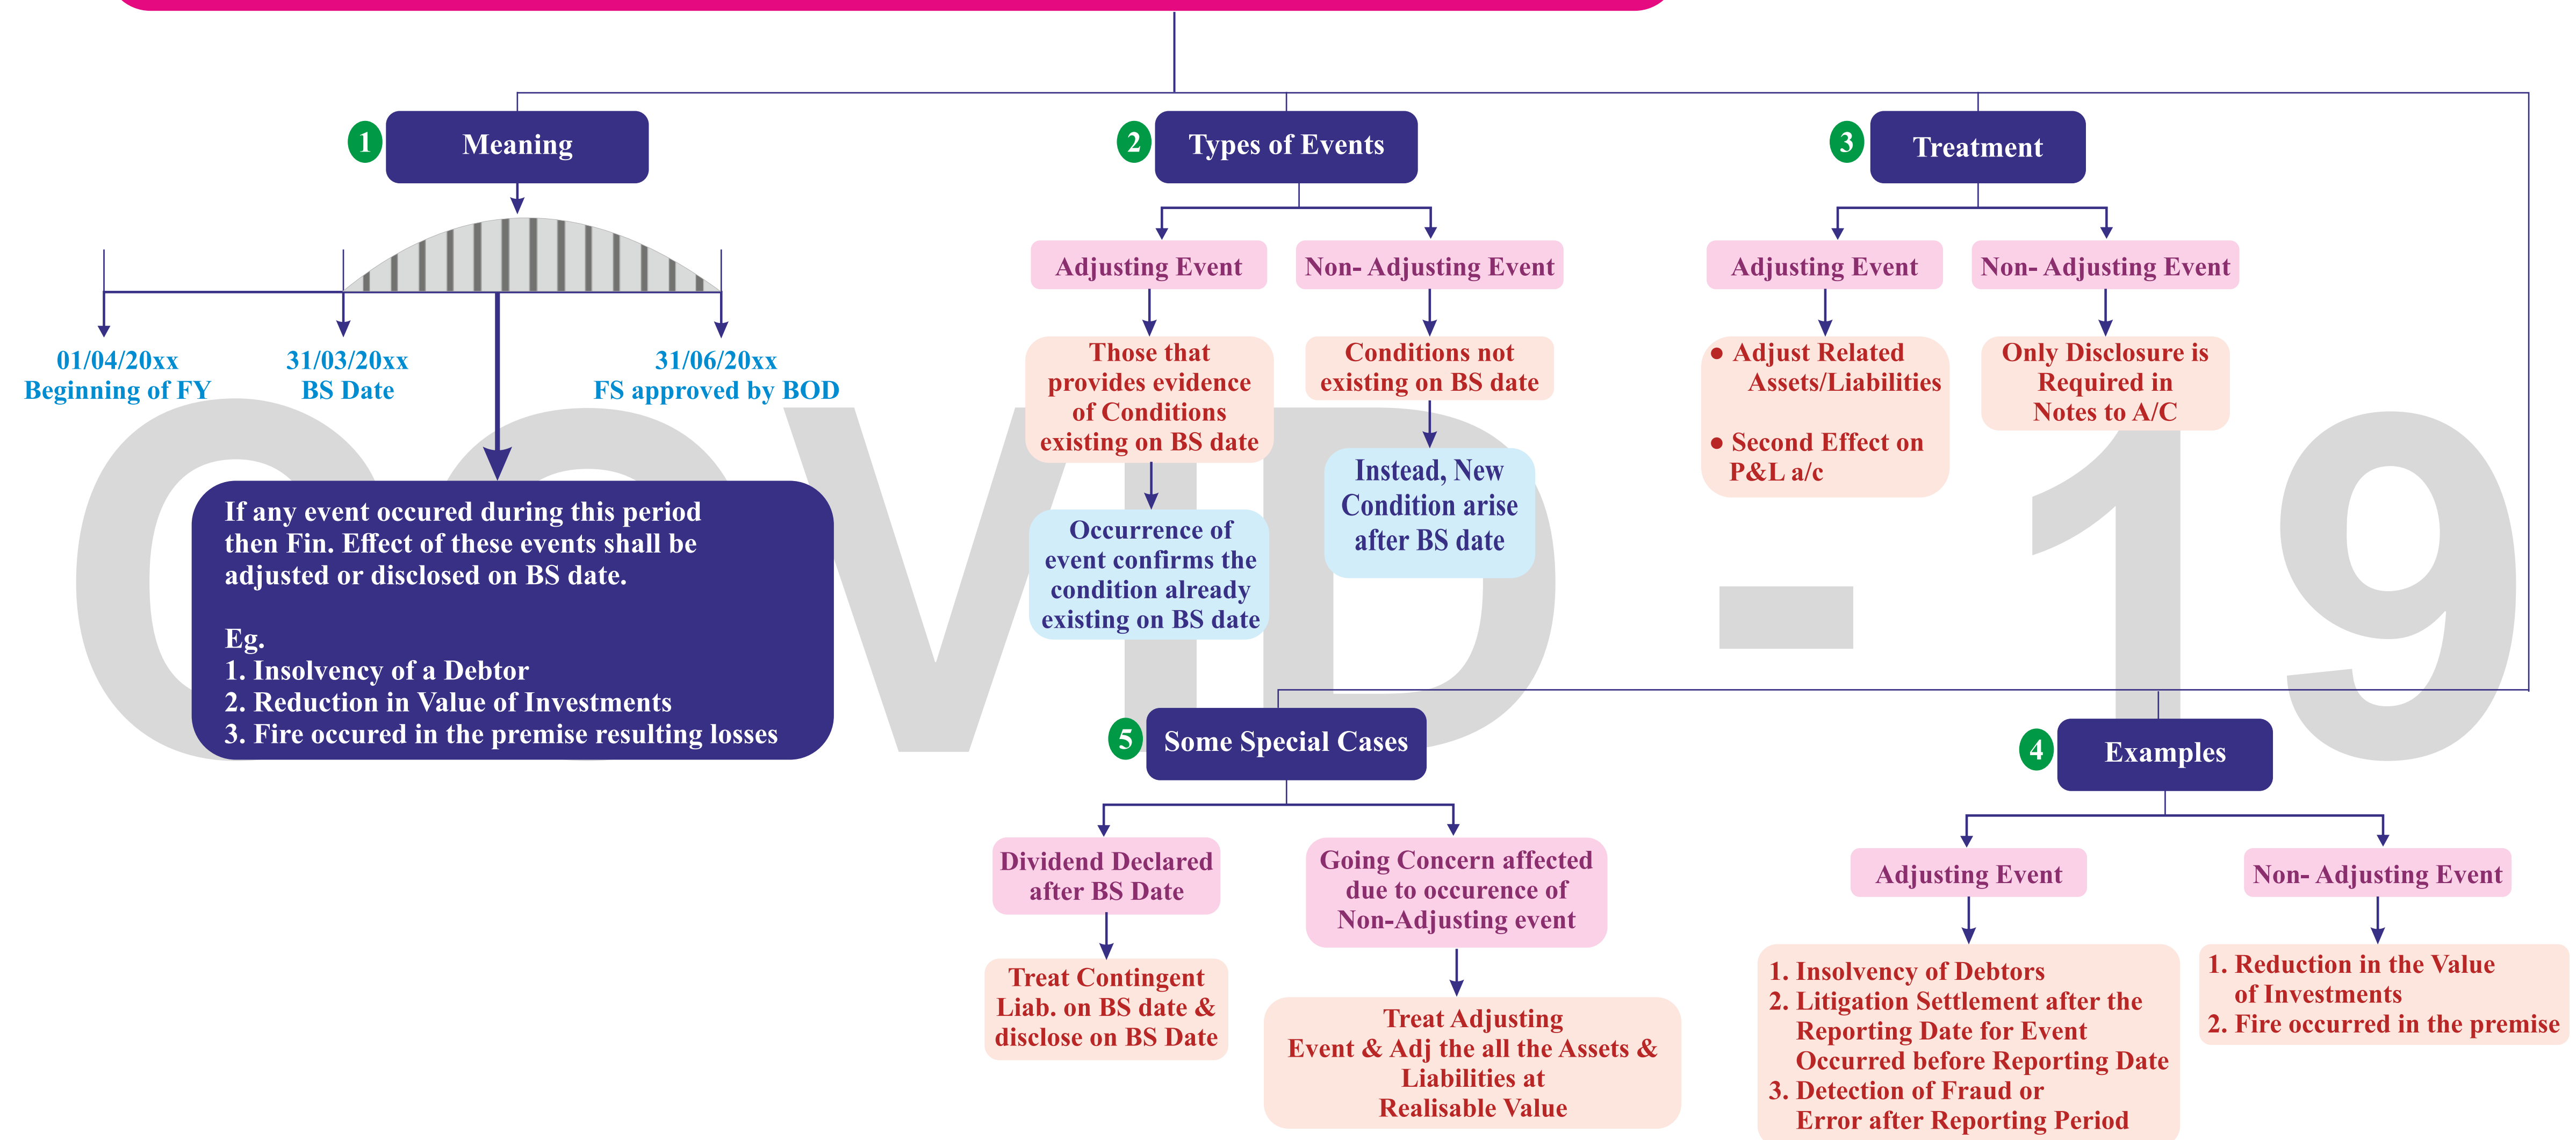 COVID - 19
1
Meaning
01/04/20xx
Beginning of FY
31/03/20xx
BS Date
31/06/20xx
FS approved by BOD
If any event occured during this period
then Fin. Effect of these events shall be
adjusted or disclosed on BS date.
Eg.
1. Insolvency of a Debtor
2. Reduction in Value of Investments
3. Fire occured in the premise resulting losses
2
Types of Events
Adjusting Event
Those that
provides evidence
of Conditions
existing on BS date
Occurrence of
event confirms the
condition already
existing on BS date
Non- Adjusting Event
Conditions not
existing on BS date
Instead, New
Condition arise
after BS date
3
Treatment
Adjusting Event
• Adjust Related
Assets/Liabilities
• Second Effect on
P&L a/c
Non- Adjusting Event
Only Disclosure is
Required in
Notes to A/C
5
Some Special Cases
Dividend Declared
after BS Date
Treat Contingent
Liab. on BS date &
disclose on BS Date
Going Concern affected
due to occurence of
Non-Adjusting event
Treat Adjusting
Event & Adj the all the Assets &
Liabilities at
Realisable Value
4
Examples
Adjusting Event
1. Insolvency of Debtors
2. Litigation Settlement after the
Reporting Date for Event
Occurred before Reporting Date
3. Detection of Fraud or
Error after Reporting Period
Non- Adjusting Event
1. Reduction in the Value
of Investments
2. Fire occurred in the premise